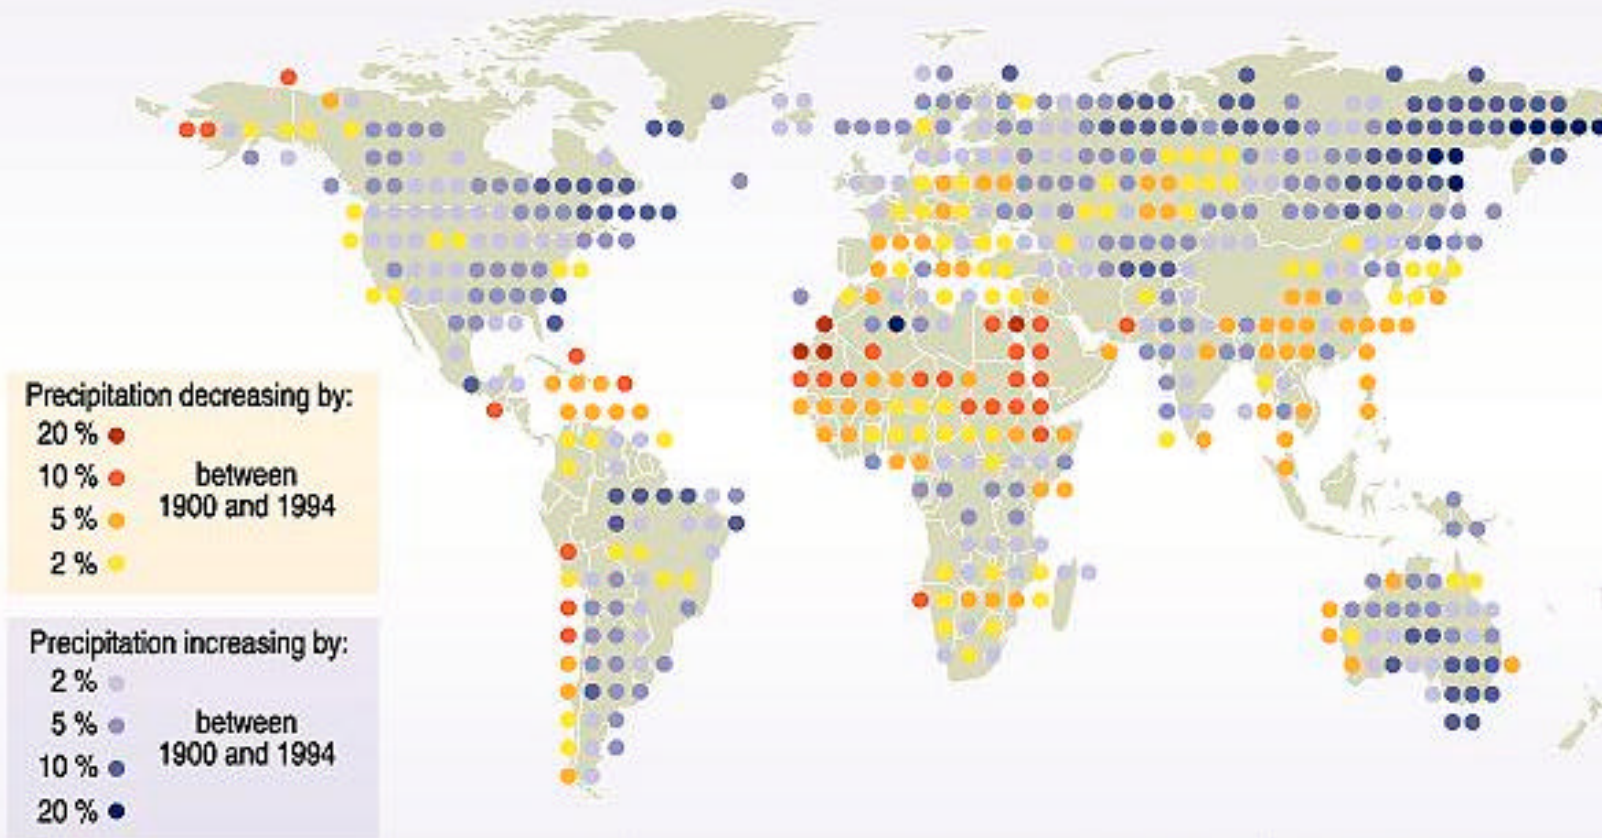 Precipitation decreasing by:
20 %
10 %
5 %
2 %
between
1900 and 1994
Precipitation increasing by:
2 %
5 %
10 %
20 %
between
1900 and 1994